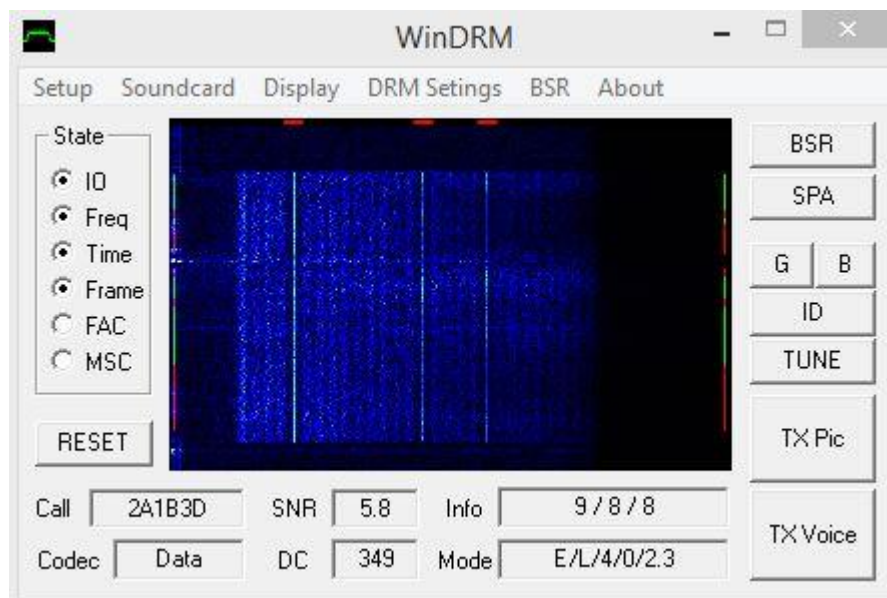 WinDRM
Setup Soundcard Display DRM Setings BSR About
State
IO
Freq
Time
Frame
FAC
MSC
RESET
BSR
SPA
G B
ID
TUNE
TX Pic
TX Voice
Call 2A1B3D SNR 5.8 Info 9 / 8 / 8
Codec Data DC 349 Mode E/L/4/0/2.3